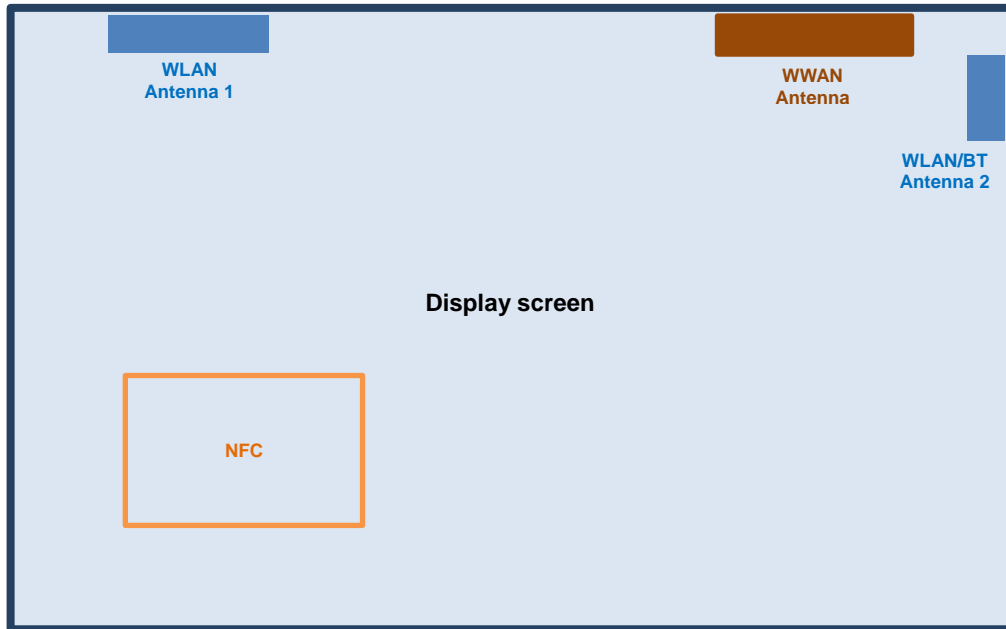 WLAN
Antenna 1
WWAN
Antenna
WLAN/BT
Antenna 2
Display screen
NFC